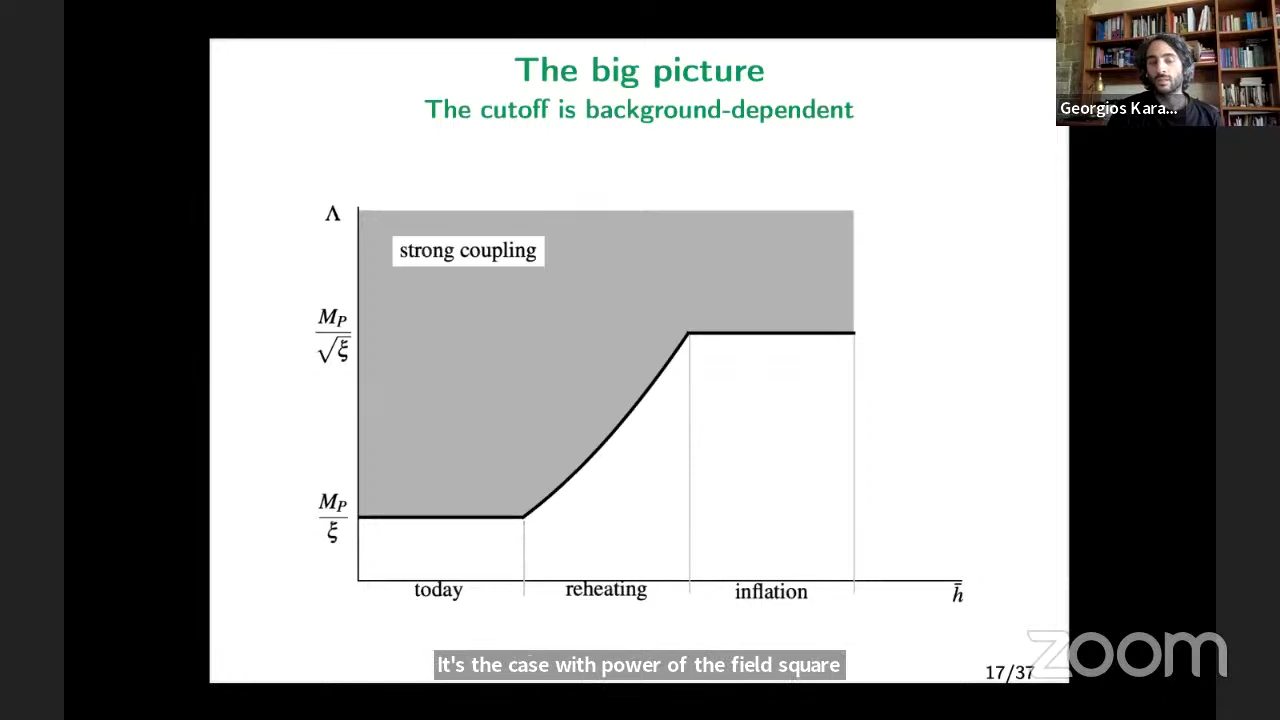 The big picture
The cutoff is background-dependent
Georgios Kara...
Λ
strong coupling
M_P
√ξ
M_P
ξ
today reheating inflation h̄
It's the case with power of the field square
17/37
zoom